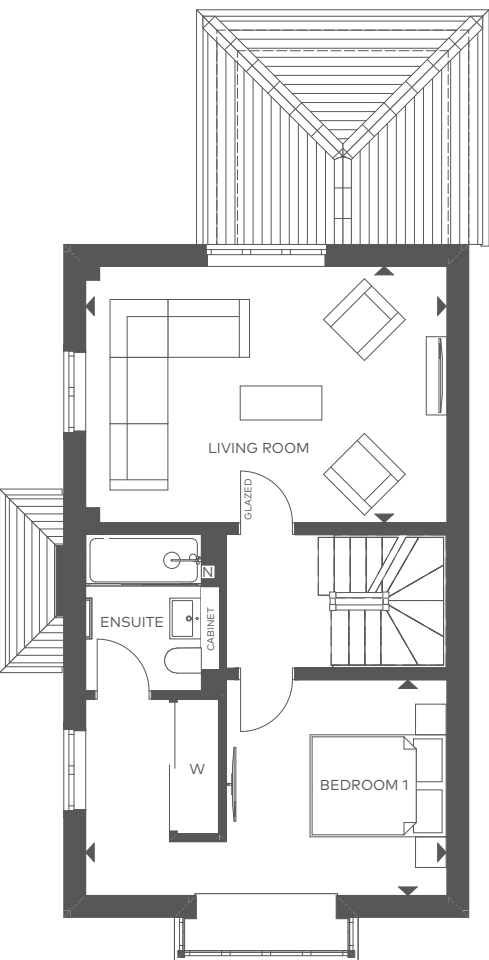 LIVING ROOM
GLAZED
N
ENSUITE
CABINET
W
BEDROOM 1